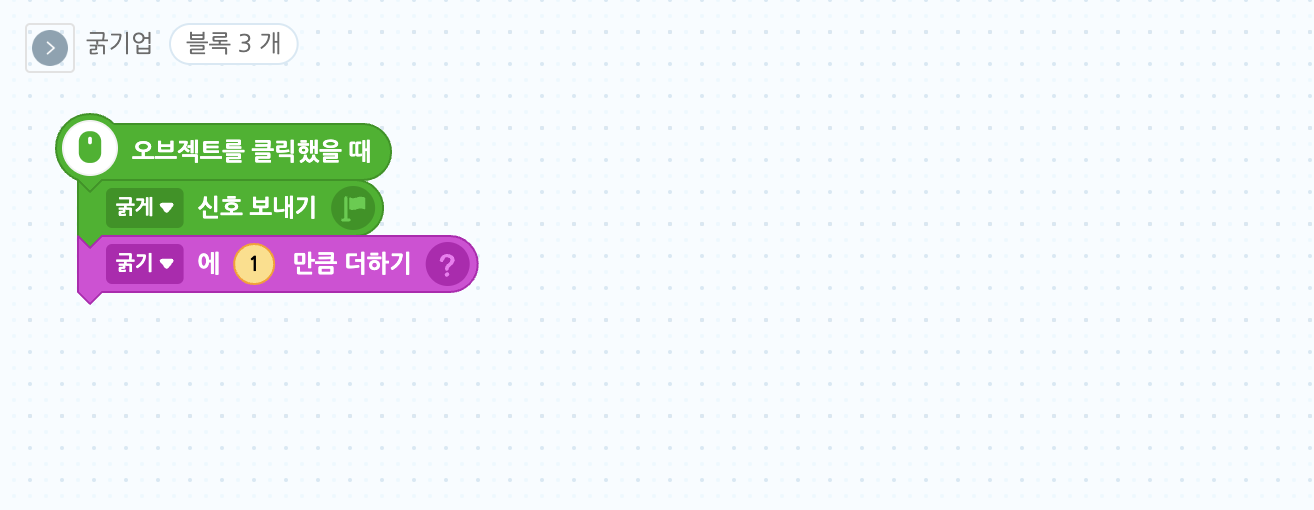 굵기업 블록 3 개
오브젝트를 클릭했을 때
굵게 신호 보내기
굵기 에 1 만큼 더하기 ?